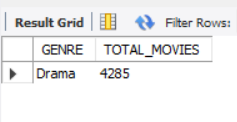 Result Grid Filter Rows:
GENRE TOTAL_MOVIES
Drama 4285